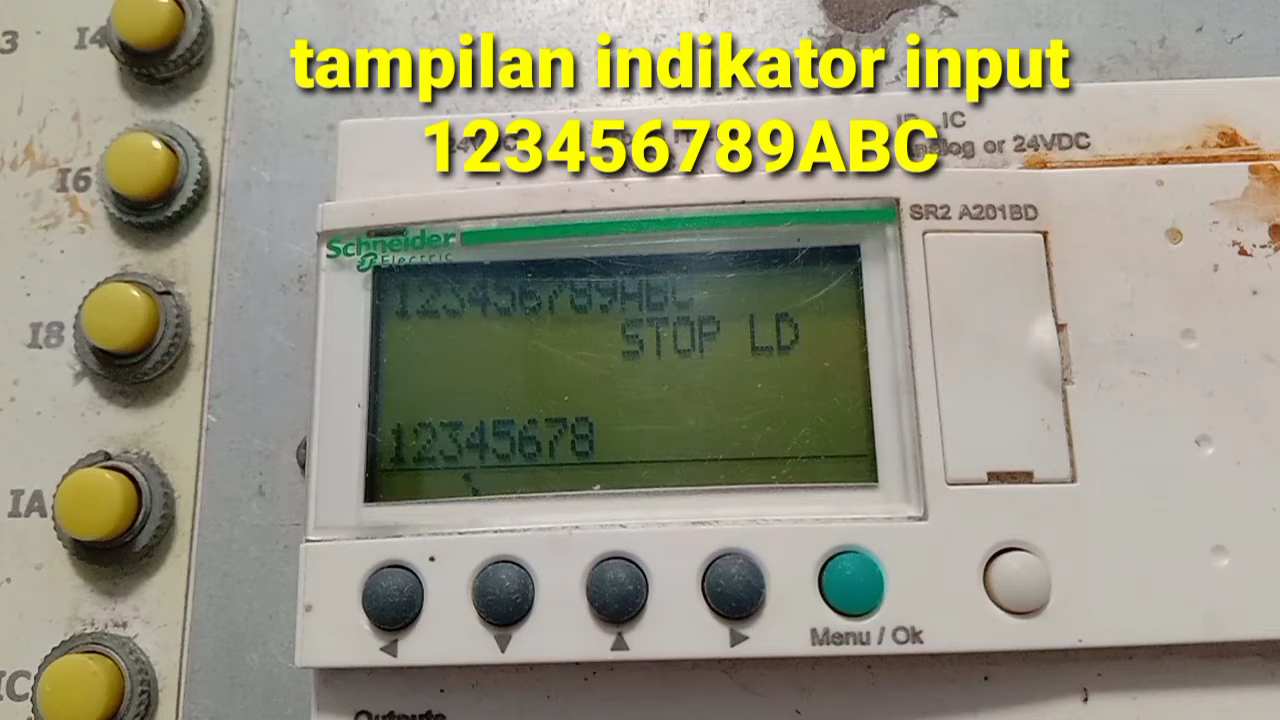 tampilan indikator input
123456789ABC
3
I4
I6
I8
IA
IC
IB IC
Analog or 24VDC
SR2 A201BD
Schneider
Electric
123456789ABC
STOP LD
12345678
Menu / Ok
Outputs